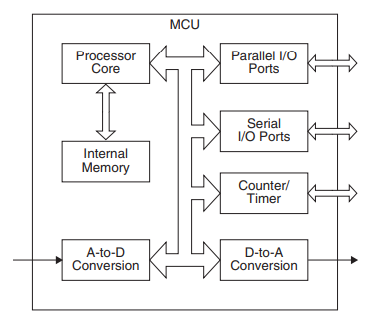 MCU
Processor
Core
Parallel I/O
Ports
Serial
I/O Ports
Internal
Memory
Counter/
Timer
A-to-D
Conversion
D-to-A
Conversion